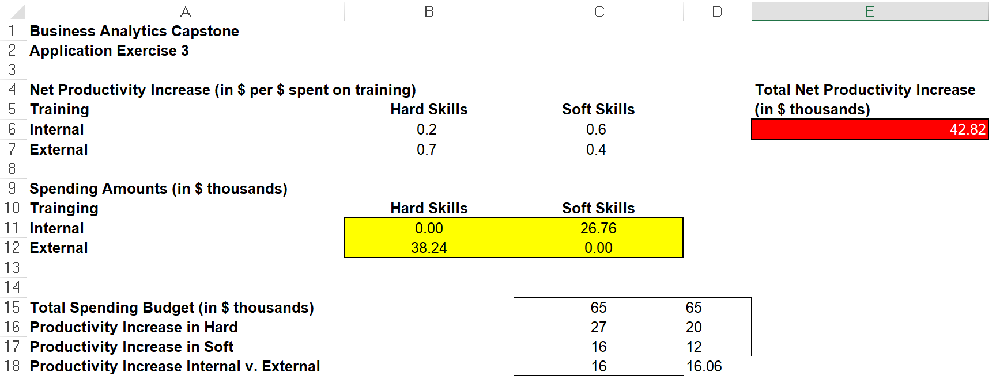 A B C D E
1 Business Analytics Capstone
2 Application Exercise 3
3
4 Net Productivity Increase (in $ per $ spent on training) Total Net Productivity Increase
5 Training Hard Skills Soft Skills (in $ thousands)
6 Internal 0.2 0.6 42.82
7 External 0.7 0.4
8
9 Spending Amounts (in $ thousands)
10 Trainging Hard Skills Soft Skills
11 Internal 0.00 26.76
12 External 38.24 0.00
13
14
15 Total Spending Budget (in $ thousands) 65 65
16 Productivity Increase in Hard 27 20
17 Productivity Increase in Soft 16 12
18 Productivity Increase Internal v. External 16 16.06